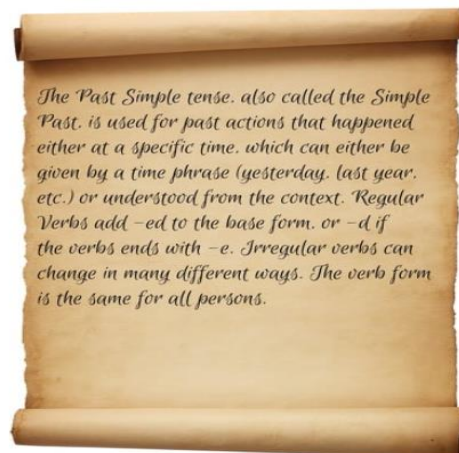 The Past Simple tense. also called the Simple
Past. is used for past actions that happened
either at a specific time. which can either be
given by a time phrase (yesterday. last year.
etc.) or understood from the context. Regular
Verbs add –ed to the base form. or –d if
the verbs ends with –e. Irregular verbs can
change in many different ways. The verb form
is the same for all persons.